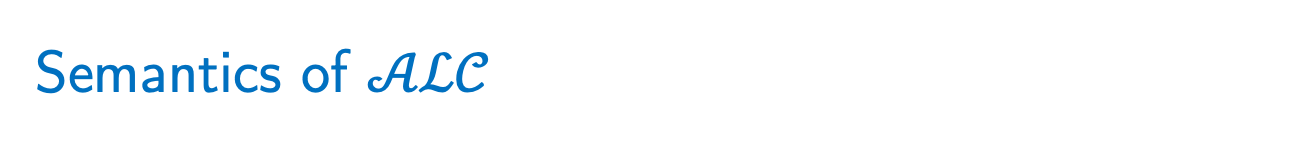 Semantics of 𝒜ℒ𝒞